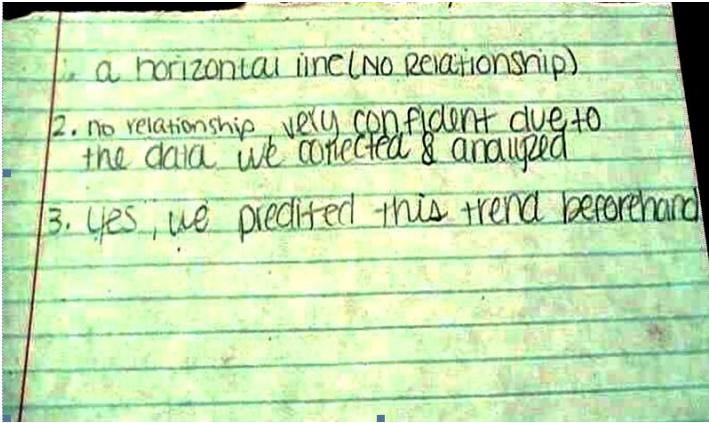 1. a horizontal line (No Relationship)
2. no relationship, very confident due to
the data we collected & analyzed
3. yes, we predited this trend beforehand